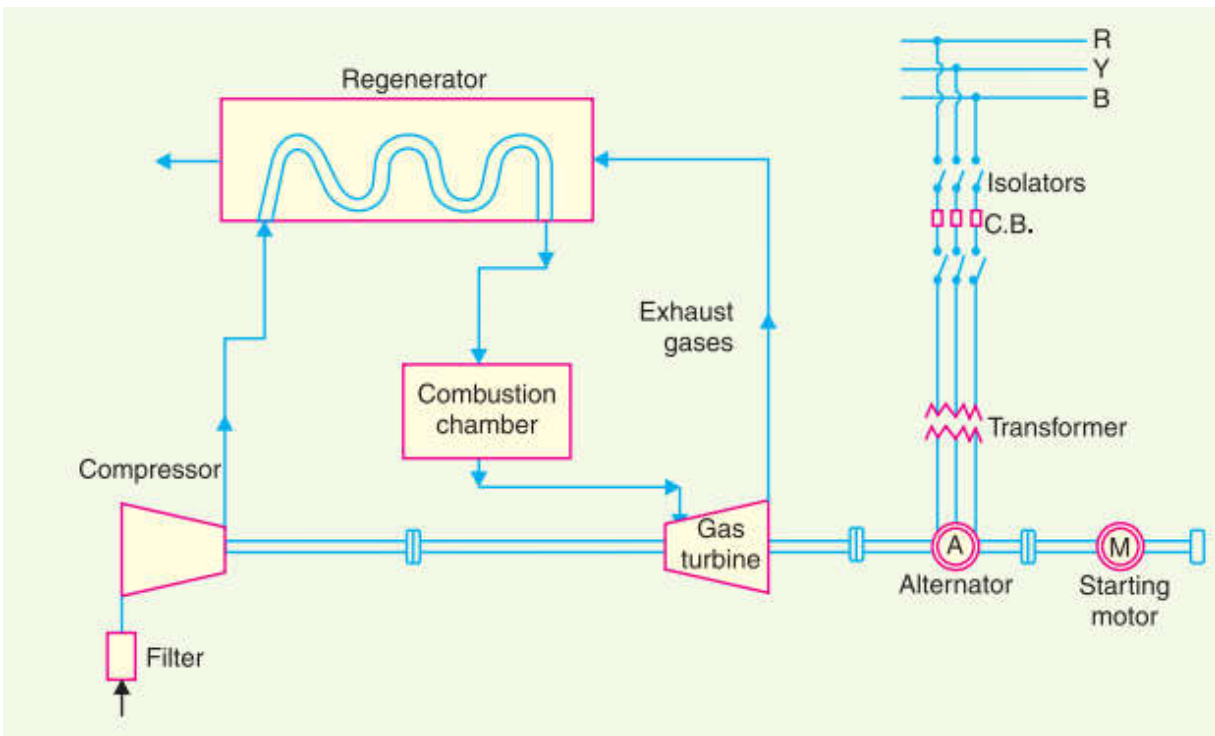 R
Y
B
Regenerator
Isolators
C.B.
Exhaust
gases
Combustion
chamber
Transformer
Compressor
Gas
turbine
A
M
Alternator
Starting
motor
Filter